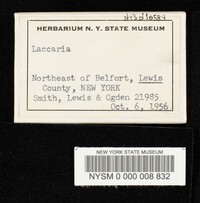 NYSd10584
HERBARIUM N. Y. STATE MUSEUM
Laccaria
Northeast of Belfort, Lewis
County, NEW YORK
Smith, Lewis & Ogden 21985
Oct. 6, 1956
NEW YORK STATE MUSEUM
NYSM 0 000 008 832